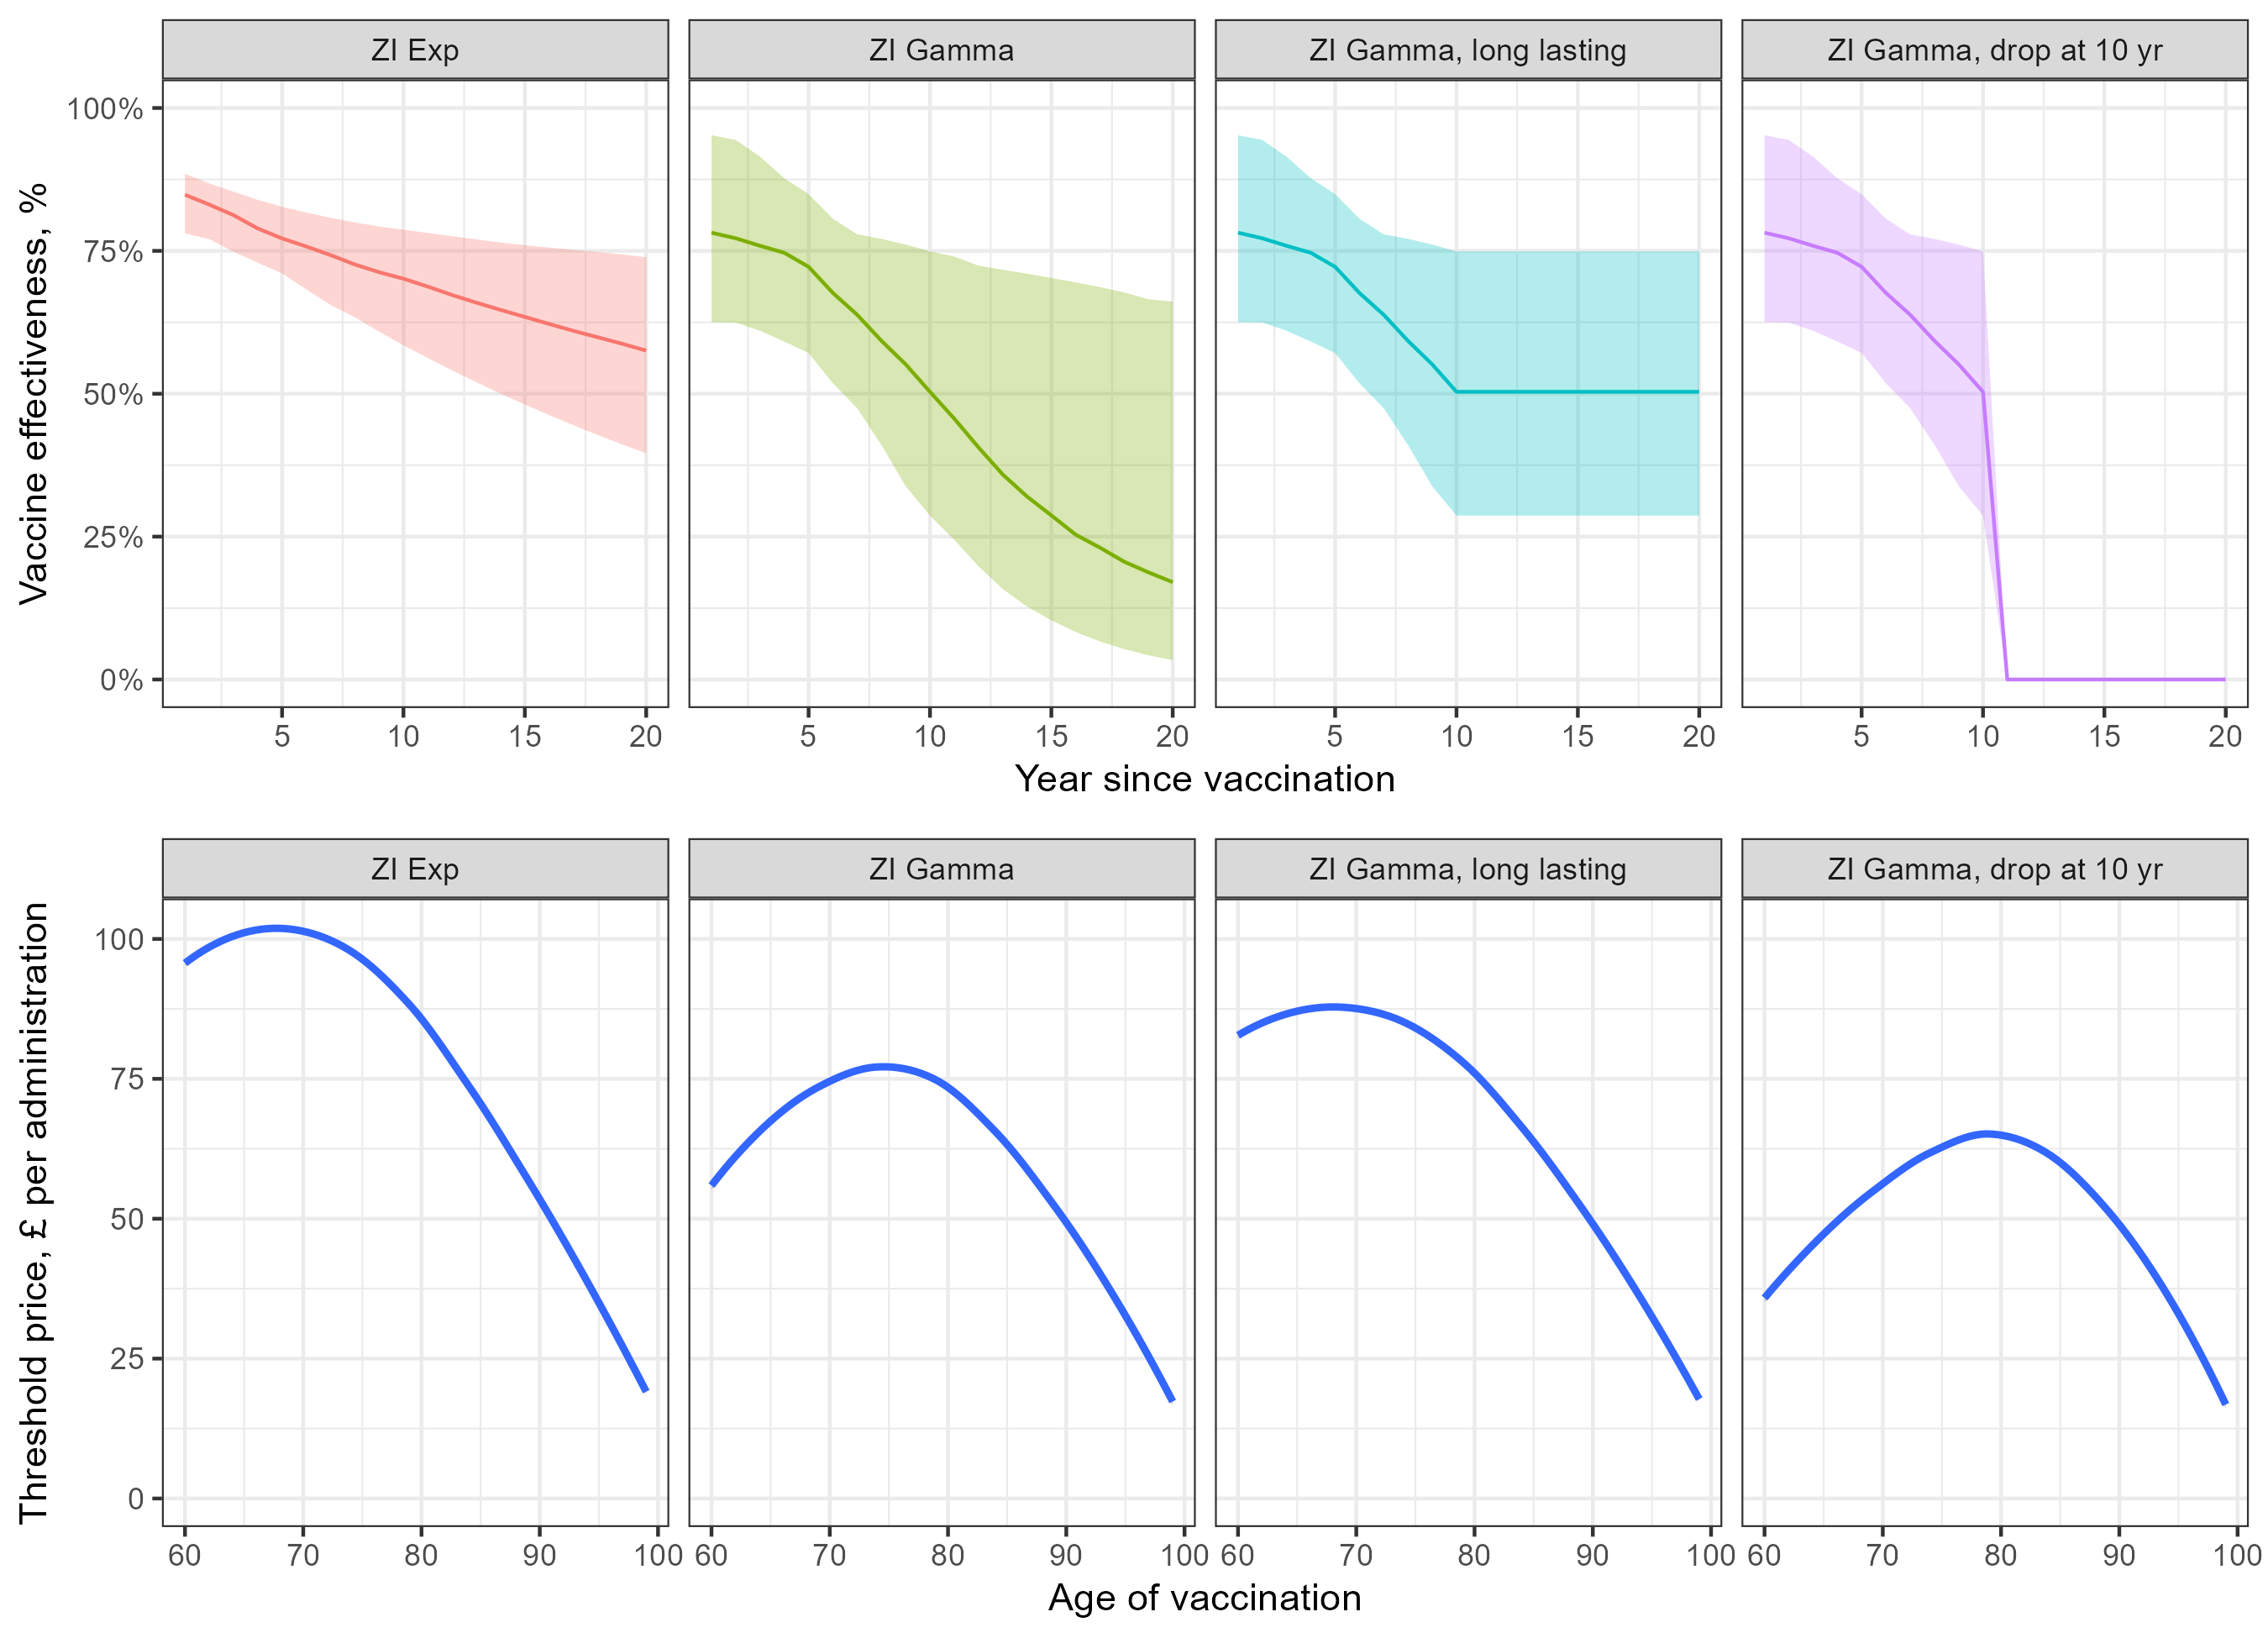 ZI Exp ZI Gamma ZI Gamma, long lasting ZI Gamma, drop at 10 yr
Vaccine effectiveness, %
100%
75%
50%
25%
0%
5 10 15 20 5 10 15 20 5 10 15 20 5 10 15 20
Year since vaccination
ZI Exp ZI Gamma ZI Gamma, long lasting ZI Gamma, drop at 10 yr
Threshold price, £ per administration
100
75
50
25
0
60 70 80 90 100 60 70 80 90 100 60 70 80 90 100 60 70 80 90 100
Age of vaccination